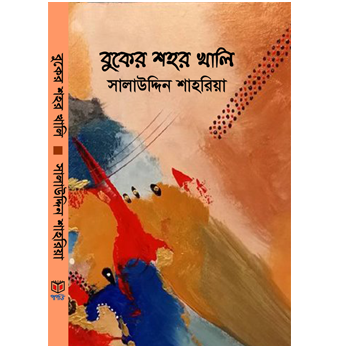 বুকের শহর খালি
সালাউদ্দিন শাহরিয়া
বুকের শহর খালি ■ সালাউদ্দিন শাহরিয়া